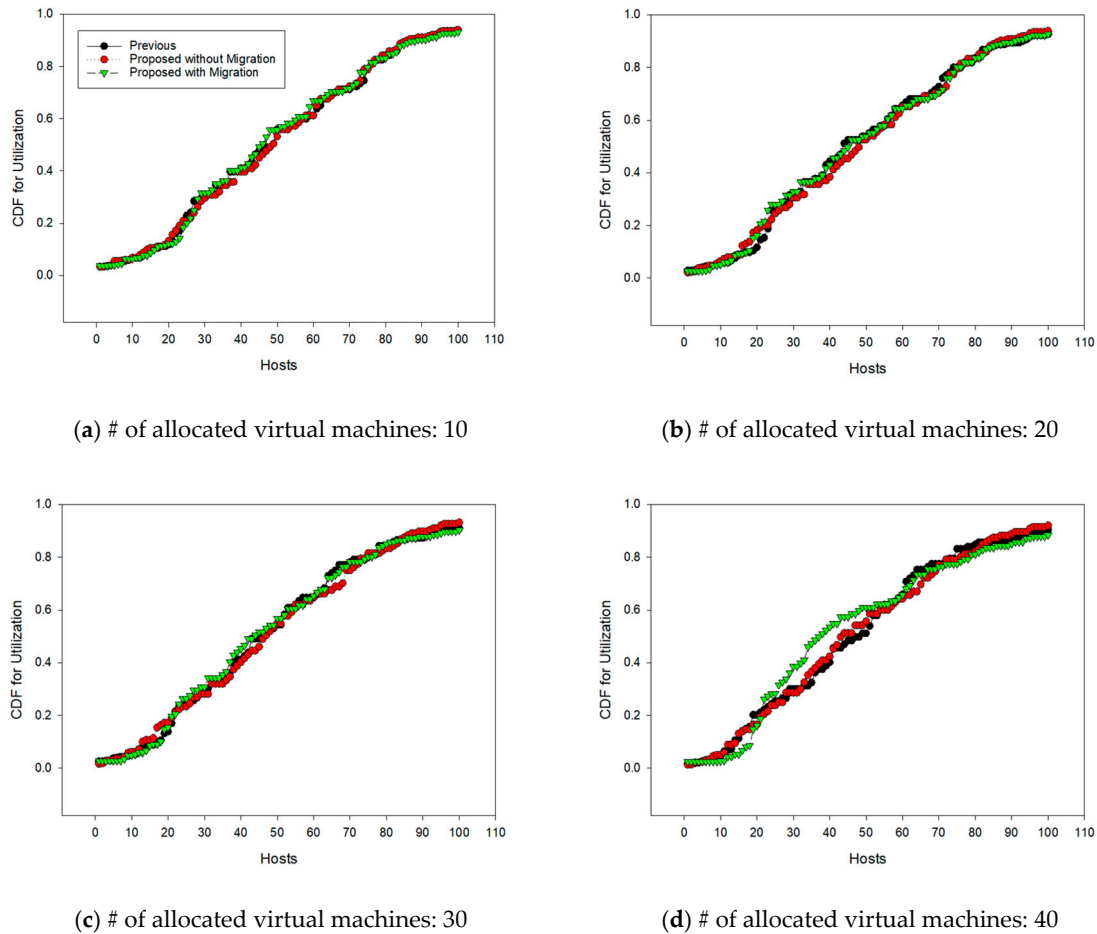 1.0
0.8
0.6
0.4
0.2
0.0
CDF for Utilization
Previous
Proposed without Migration
Proposed with Migration
0 10 20 30 40 50 60 70 80 90 100 110
Hosts
(a) # of allocated virtual machines: 10
1.0
0.8
0.6
0.4
0.2
0.0
CDF for Utilization
0 10 20 30 40 50 60 70 80 90 100 110
Hosts
(b) # of allocated virtual machines: 20
1.0
0.8
0.6
0.4
0.2
0.0
CDF for Utilization
0 10 20 30 40 50 60 70 80 90 100 110
Hosts
(c) # of allocated virtual machines: 30
1.0
0.8
0.6
0.4
0.2
0.0
CDF for Utilization
0 10 20 30 40 50 60 70 80 90 100 110
Hosts
(d) # of allocated virtual machines: 40